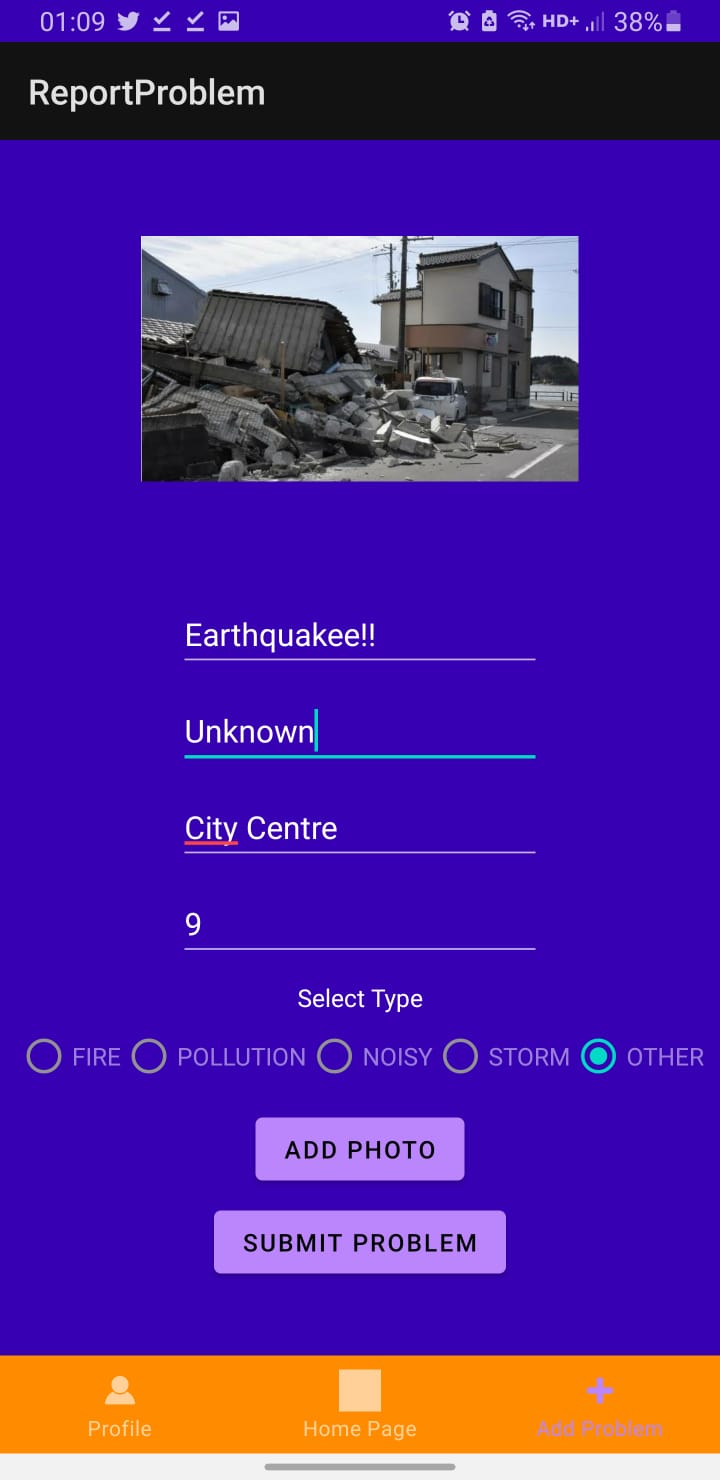 01:09 HD+ 38%
ReportProblem
Earthquakee!!
Unknown
City Centre
9
Select Type
FIRE POLLUTION NOISY STORM OTHER
ADD PHOTO
SUBMIT PROBLEM
Profile Home Page Add Problem